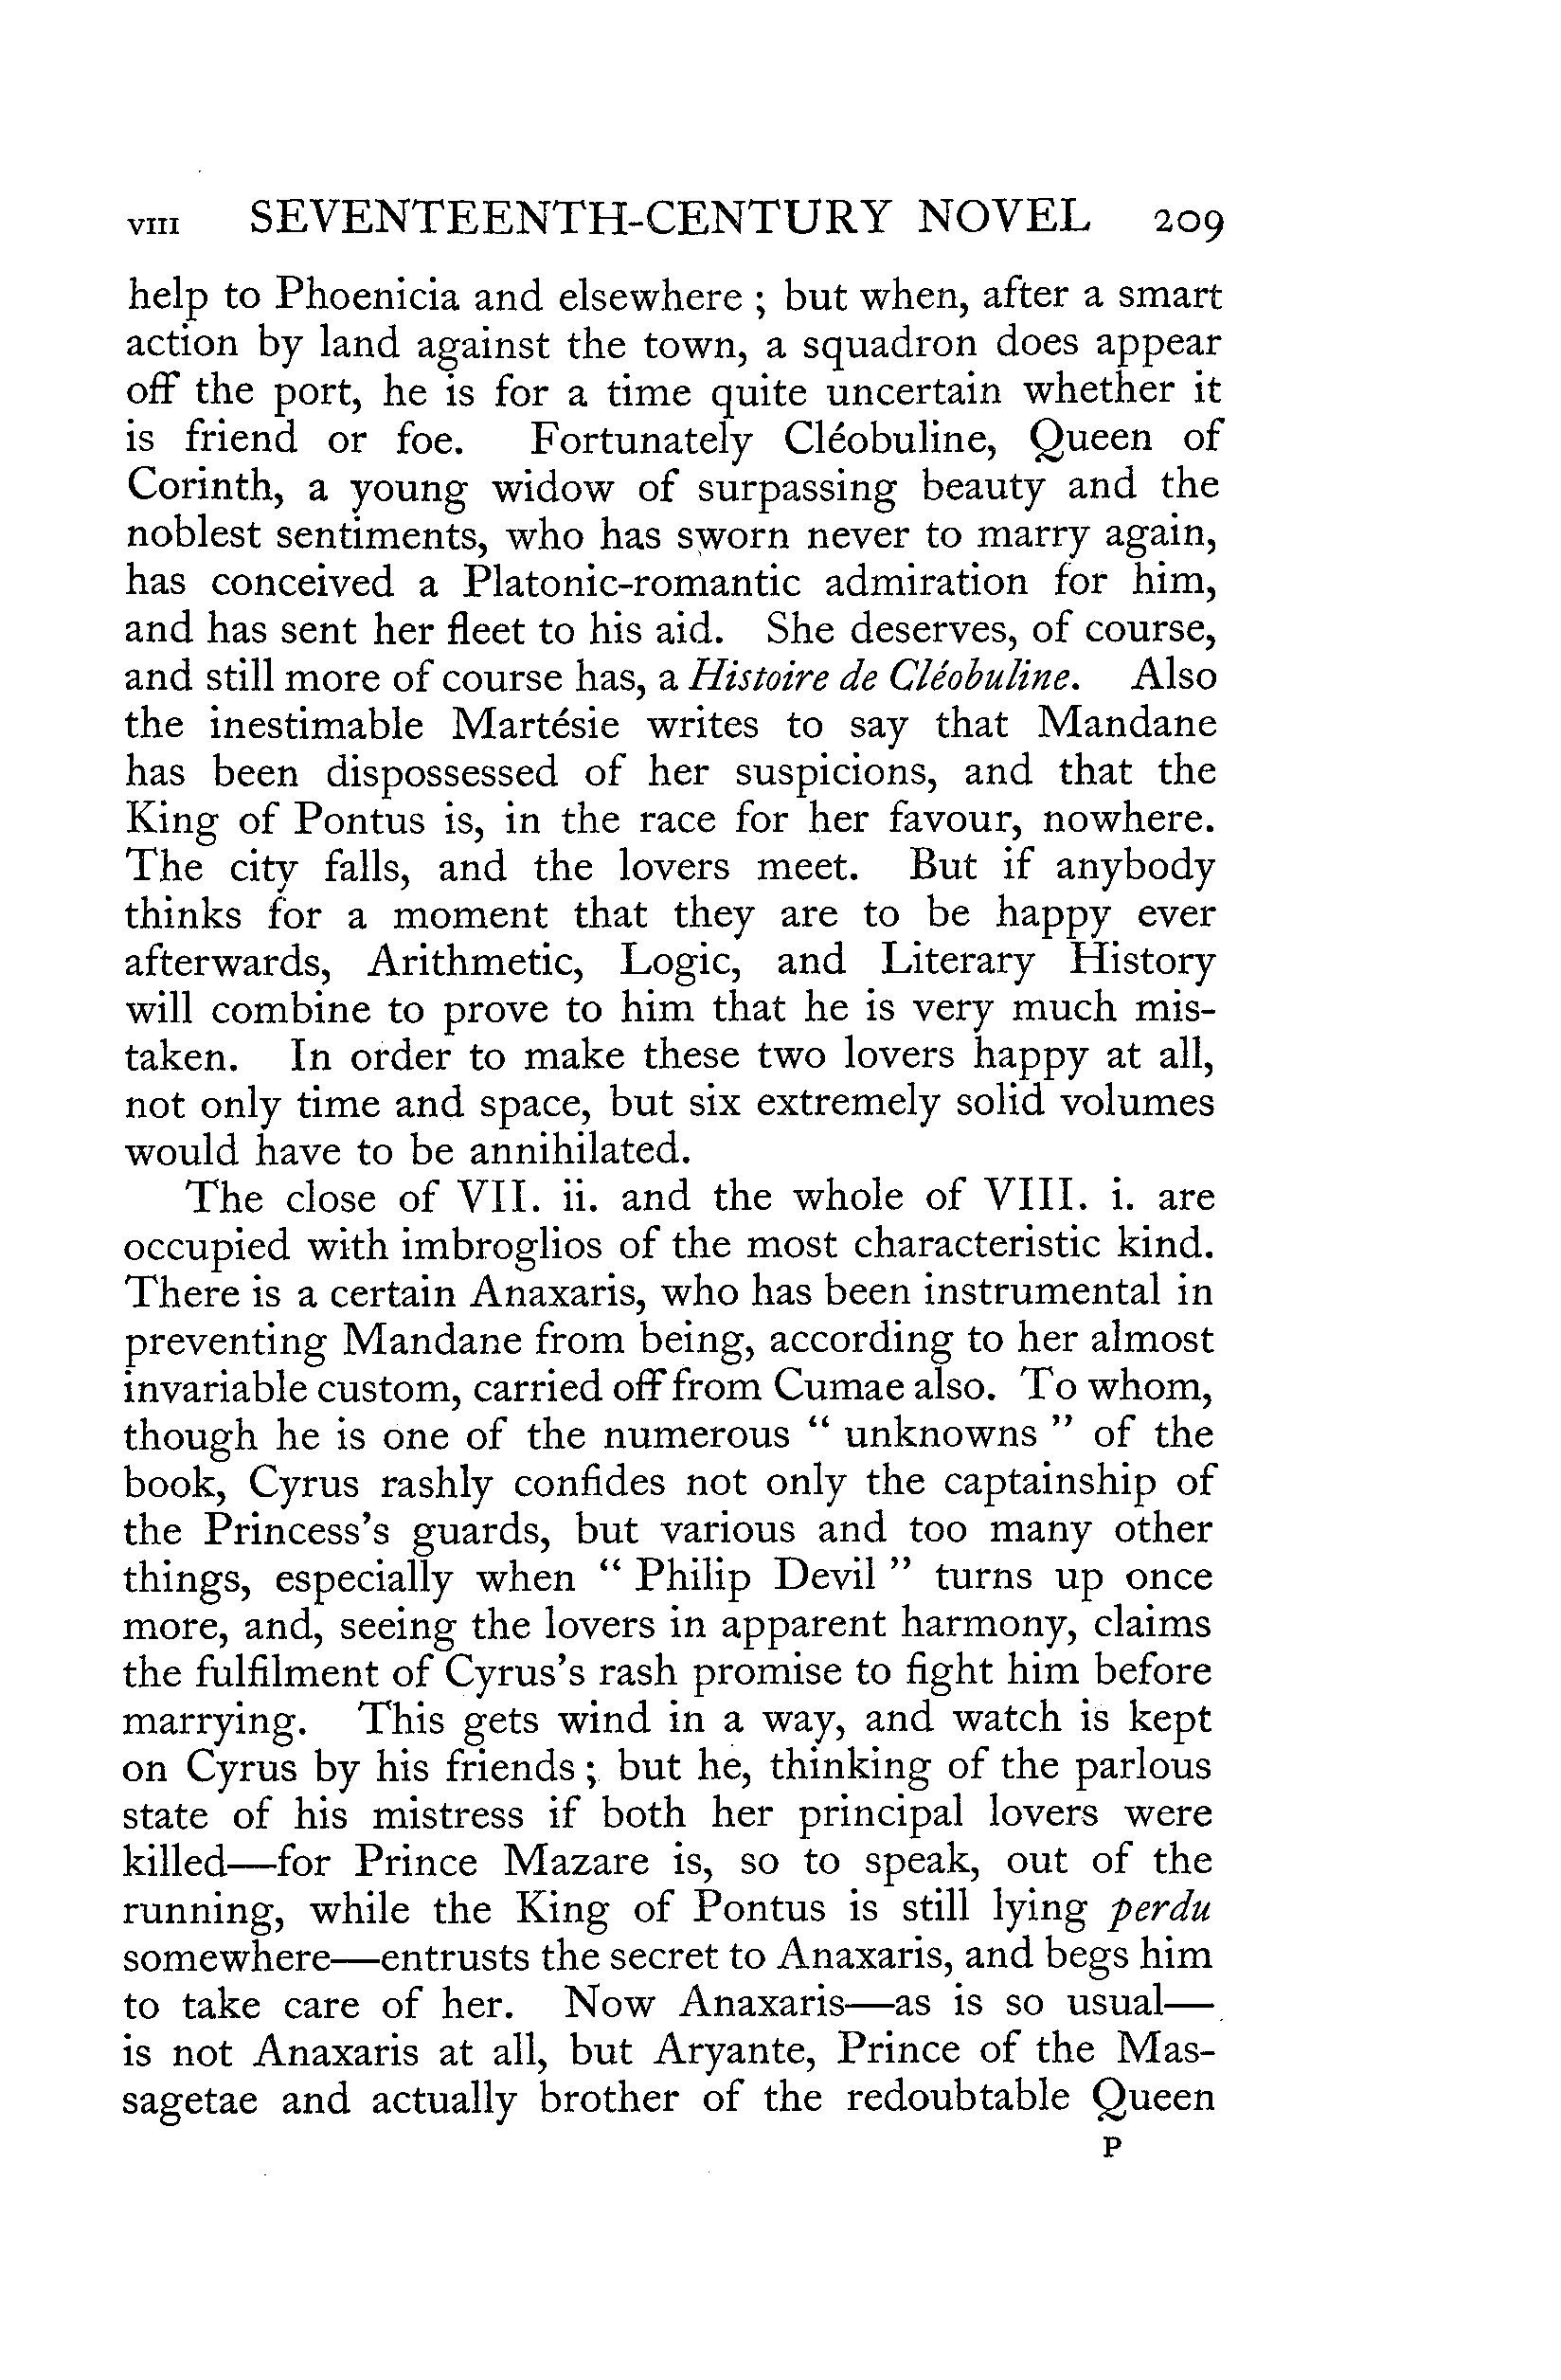 VIII SEVENTEENTH-CENTURY NOVEL 209
help to Phoenicia and elsewhere ; but when, after a smart
action by land against the town, a squadron does appear
off the port, he is for a time quite uncertain whether it
is friend or foe. Fortunately Cléobuline, Queen of
Corinth, a young widow of surpassing beauty and the
noblest sentiments, who has sworn never to marry again,
has conceived a Platonic-romantic admiration for him,
and has sent her fleet to his aid. She deserves, of course,
and still more of course has, a Histoire de Cléobuline. Also
the inestimable Martésie writes to say that Mandane
has been dispossessed of her suspicions, and that the
King of Pontus is, in the race for her favour, nowhere.
The city falls, and the lovers meet. But if anybody
thinks for a moment that they are to be happy ever
afterwards, Arithmetic, Logic, and Literary History
will combine to prove to him that he is very much mis-
taken. In order to make these two lovers happy at all,
not only time and space, but six extremely solid volumes
would have to be annihilated.
The close of VII. ii. and the whole of VIII. i. are
occupied with imbroglios of the most characteristic kind.
There is a certain Anaxaris, who has been instrumental in
preventing Mandane from being, according to her almost
invariable custom, carried off from Cumae also. To whom,
though he is one of the numerous “ unknowns ” of the
book, Cyrus rashly confides not only the captainship of
the Princess’s guards, but various and too many other
things, especially when “ Philip Devil ” turns up once
more, and, seeing the lovers in apparent harmony, claims
the fulfilment of Cyrus’s rash promise to fight him before
marrying. This gets wind in a way, and watch is kept
on Cyrus by his friends ; but he, thinking of the parlous
state of his mistress if both her principal lovers were
killed—for Prince Mazare is, so to speak, out of the
running, while the King of Pontus is still lying perdu
somewhere—entrusts the secret to Anaxaris, and begs him
to take care of her. Now Anaxaris—as is so usual—
is not Anaxaris at all, but Aryante, Prince of the Mas-
sagetae and actually brother of the redoubtable Queen
P